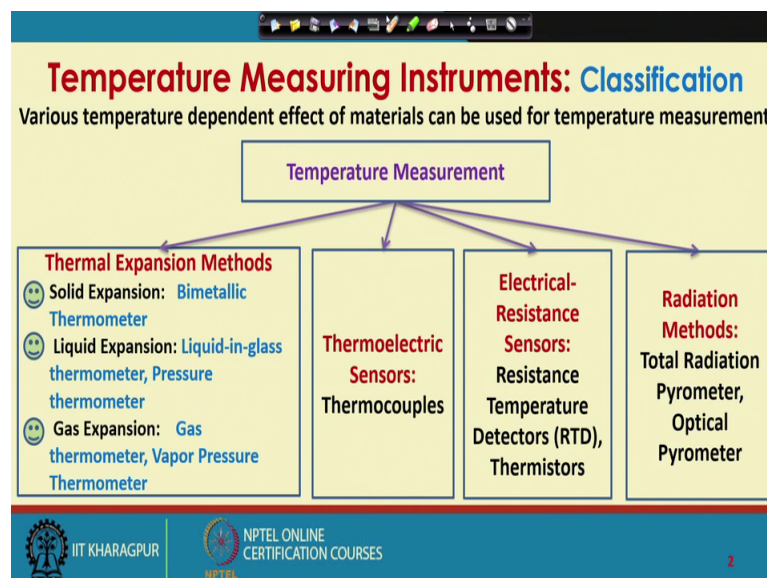 Temperature Measuring Instruments: Classification
Various temperature dependent effect of materials can be used for temperature measurement
Temperature Measurement
Thermal Expansion Methods
Solid Expansion: Bimetallic
Thermometer
Liquid Expansion: Liquid-in-glass
thermometer, Pressure
thermometer
Gas Expansion: Gas
thermometer, Vapor Pressure
Thermometer
Thermoelectric
Sensors:
Thermocouples
Electrical-
Resistance
Sensors:
Resistance
Temperature
Detectors (RTD),
Thermistors
Radiation
Methods:
Total Radiation
Pyrometer,
Optical
Pyrometer
IIT KHARAGPUR
NPTEL
NPTEL ONLINE
CERTIFICATION COURSES
2